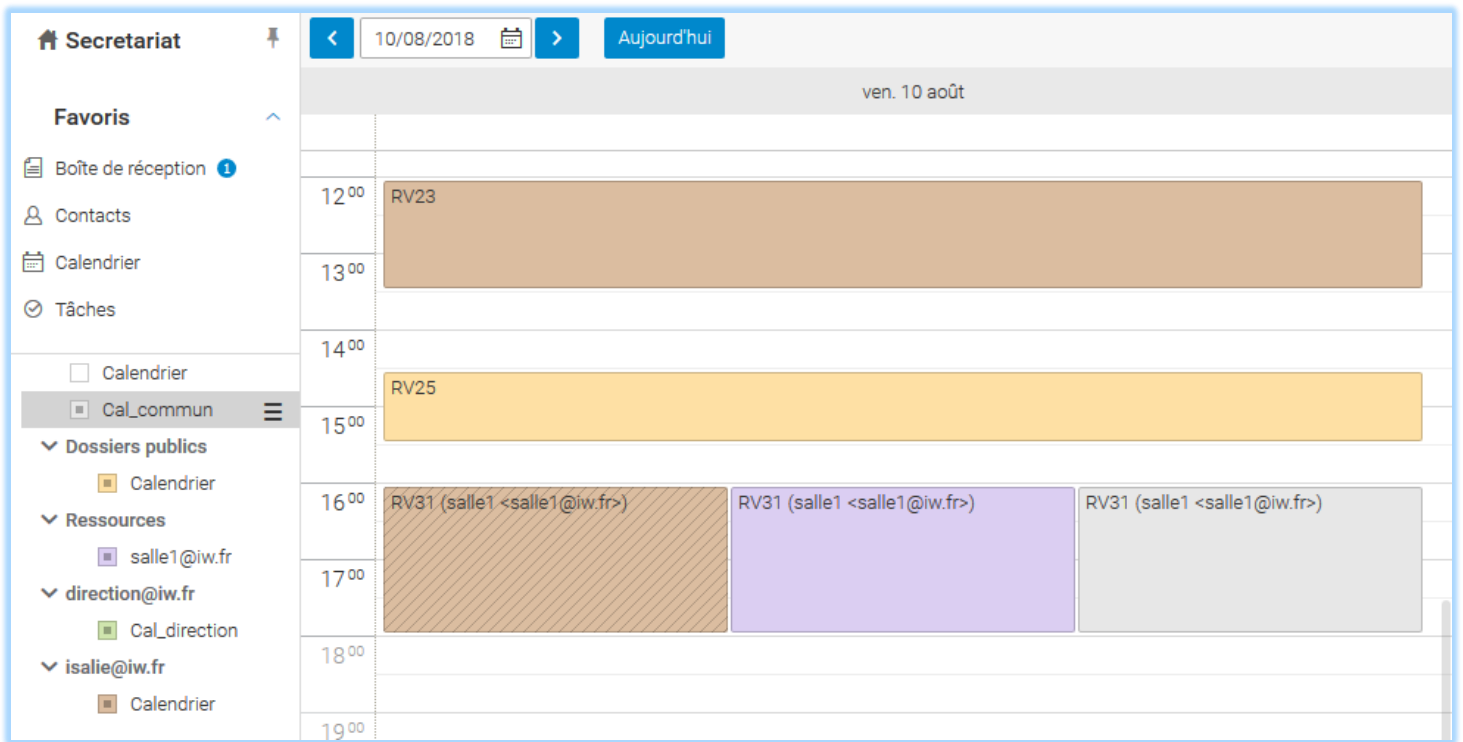 Secretariat
Favoris
Boîte de réception 1
Contacts
Calendrier
Tâches
Calendrier
Cal_commun
Dossiers publics
Calendrier
Ressources
salle1@iw.fr
direction@iw.fr
Cal_direction
isalie@iw.fr
Calendrier
10/08/2018 Aujourd'hui
ven. 10 août
12 00 RV23
13 00
14 00
RV25
15 00
16 00 RV31 (salle1 <salle1@iw.fr>) RV31 (salle1 <salle1@iw.fr>) RV31 (salle1 <salle1@iw.fr>)
17 00
18 00
19 00